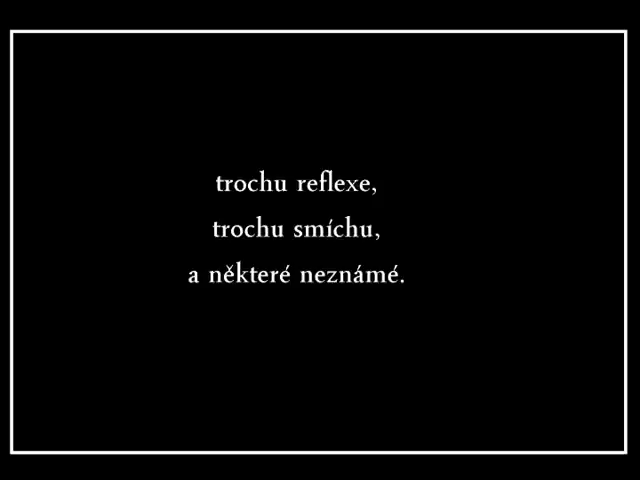 trochu reflexe,
trochu smíchu,
a některé neznámé.